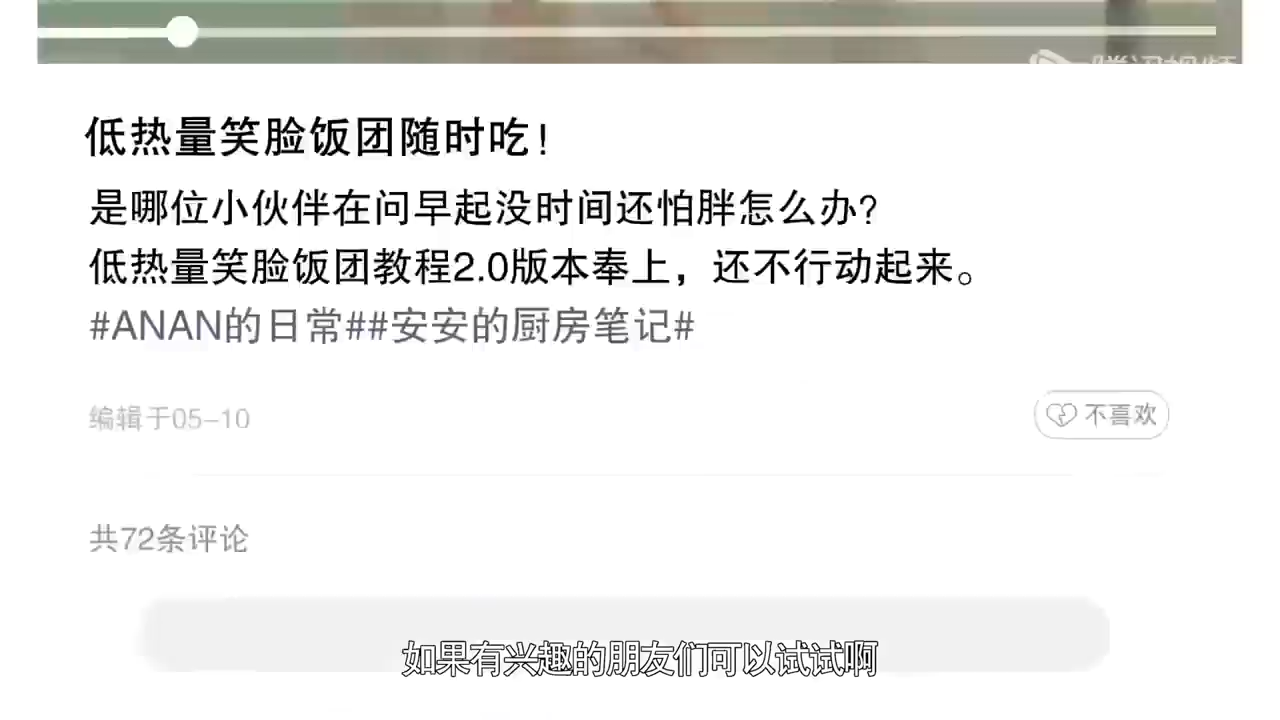 腾讯视频
低热量笑脸饭团随时吃！
是哪位小伙伴在问早起没时间还怕胖怎么办？
低热量笑脸饭团教程2.0版本奉上，还不行动起来。
#ANAN的日常##安安的厨房笔记#
编辑于05-10
不喜欢
共72条评论
如果有兴趣的朋友们可以试试啊